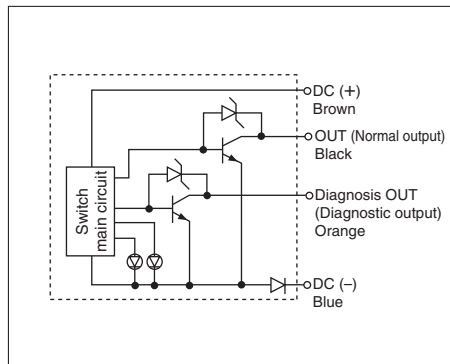 DC (+)
Brown
OUT (Normal output)
Black
Diagnosis OUT
(Diagnostic output)
Orange
Switch
main circuit
DC (–)
Blue